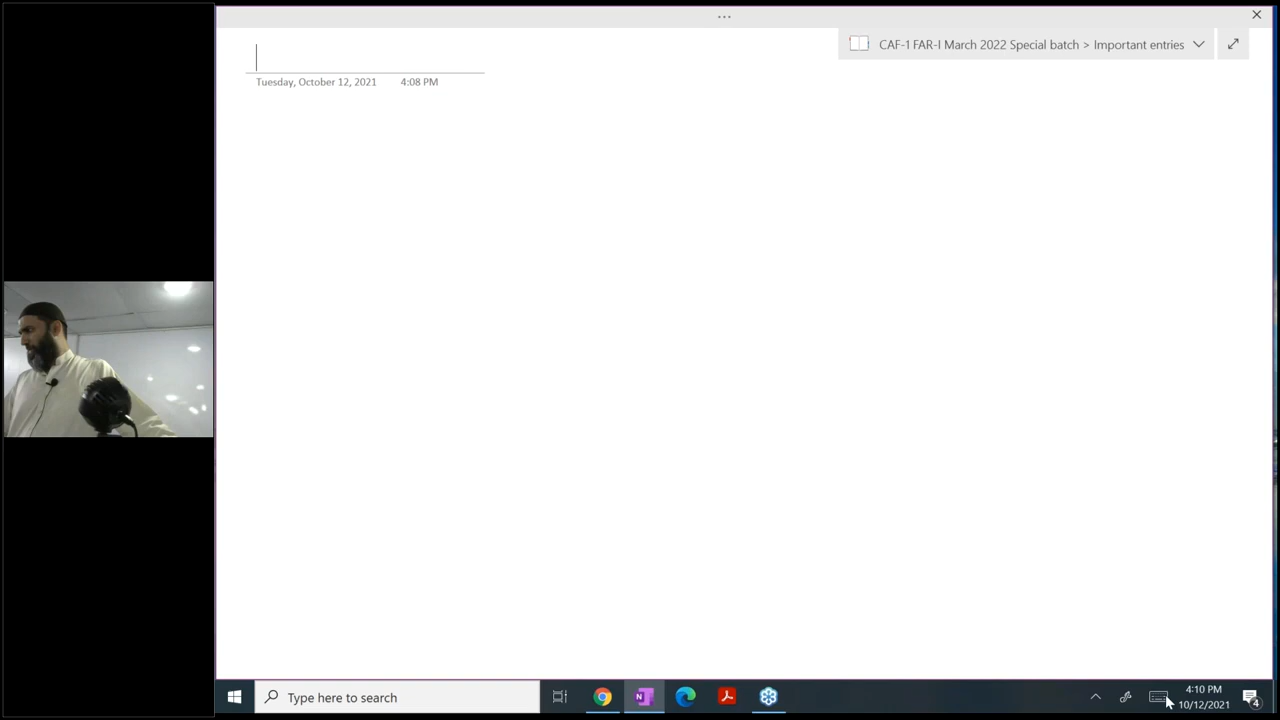 CAF-1 FAR-I March 2022 Special batch > Important entries
Tuesday, October 12, 2021 4:08 PM
Type here to search
4:10 PM
10/12/2021
4